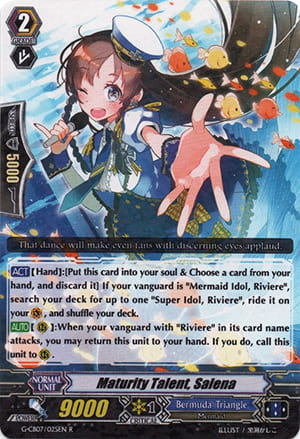 2
GRADE
SHIELD
5000
That dance will make even fans with discerning eyes applaud.
ACT【Hand】:[Put this card into your soul & Choose a card from your
hand, and discard it] If your vanguard is "Mermaid Idol, Riviere",
search your deck for up to one "Super Idol, Riviere", ride it on
your Ⓥ, and shuffle your deck.
AUTO【Ⓡ】:When your vanguard with "Riviere" in its card name
attacks, you may return this unit to your hand. If you do, call this
unit to Ⓡ.
NORMAL
UNIT
Maturity Talent, Salena
POWER
9000
1
CRITICAL
Bermuda Triangle
Mermaid
G-CB07/025EN R
ILLUST /